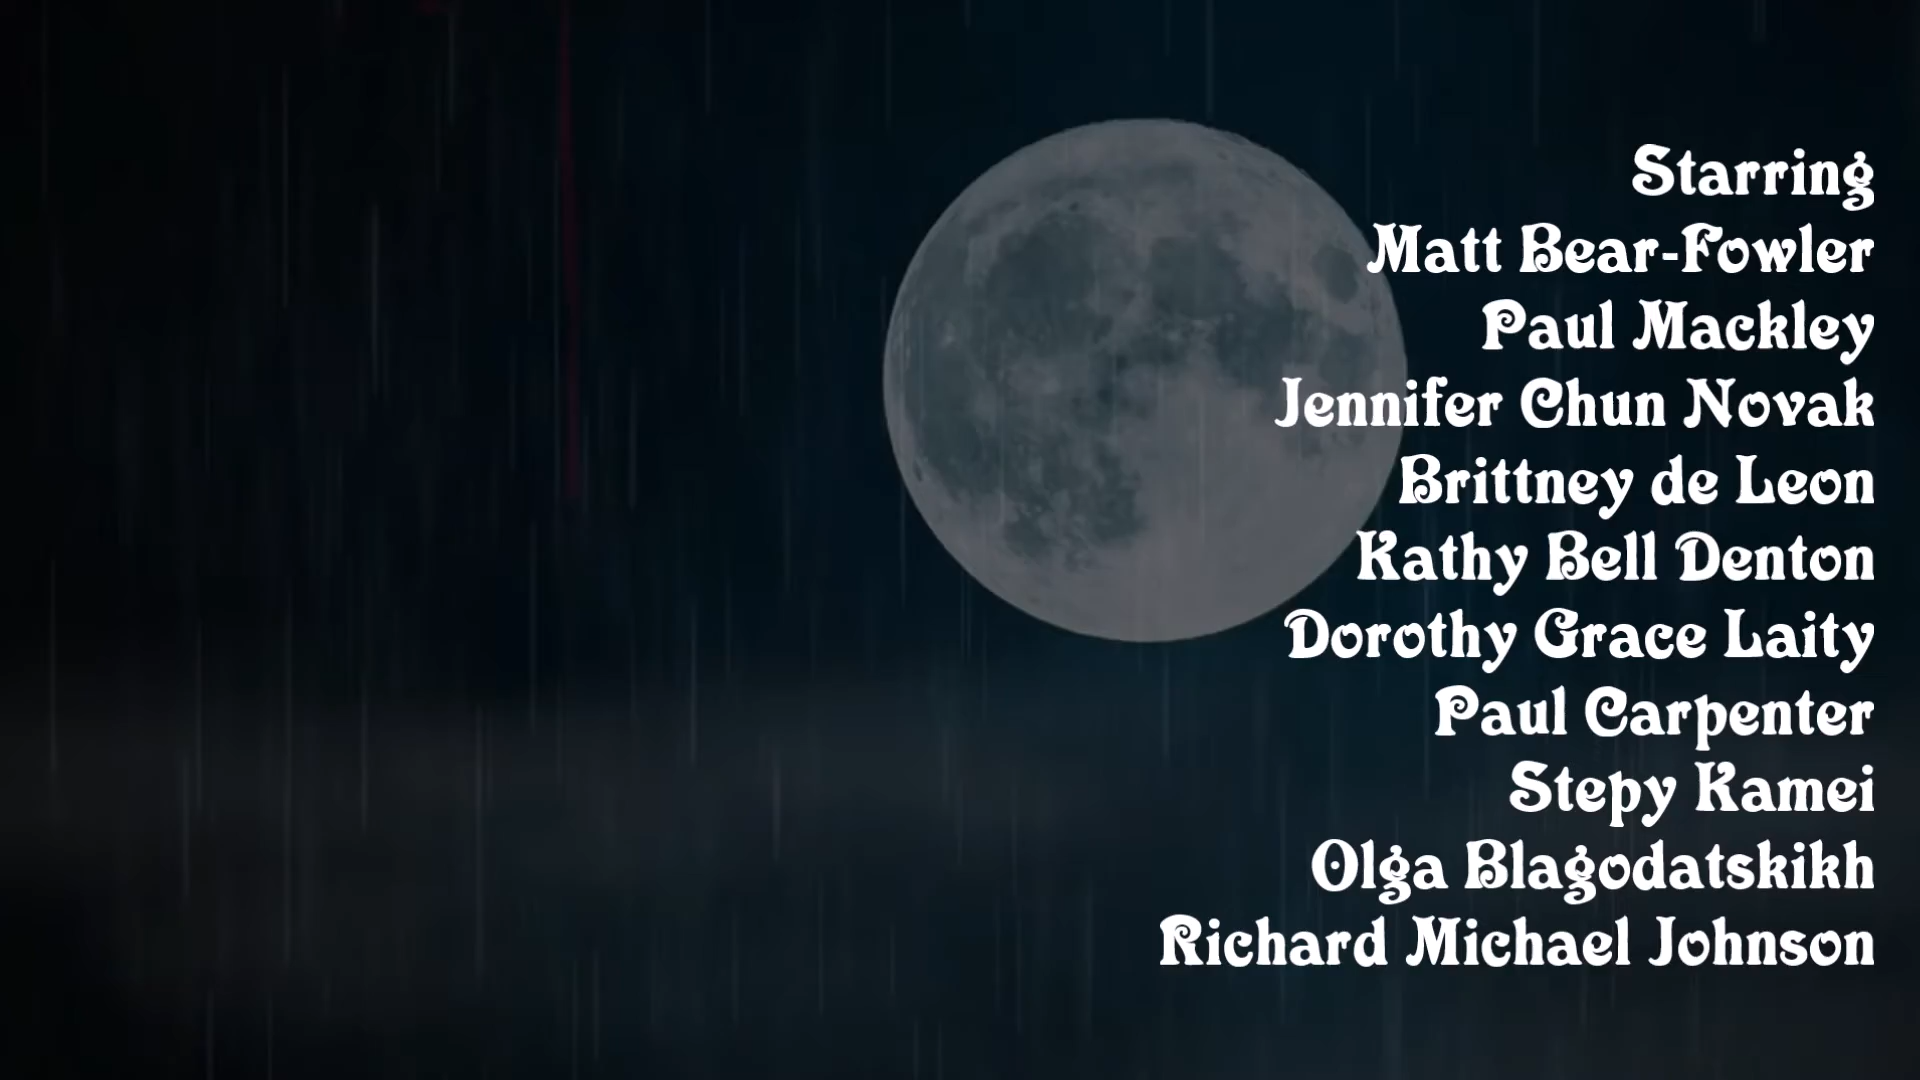 Starring
Matt Bear-Fowler
Paul Mackley
Jennifer Chun Novak
Brittney de Leon
Kathy Bell Denton
Dorothy Grace Laity
Paul Carpenter
Stepy Kamei
Olga Blagodatskikh
Richard Michael Johnson